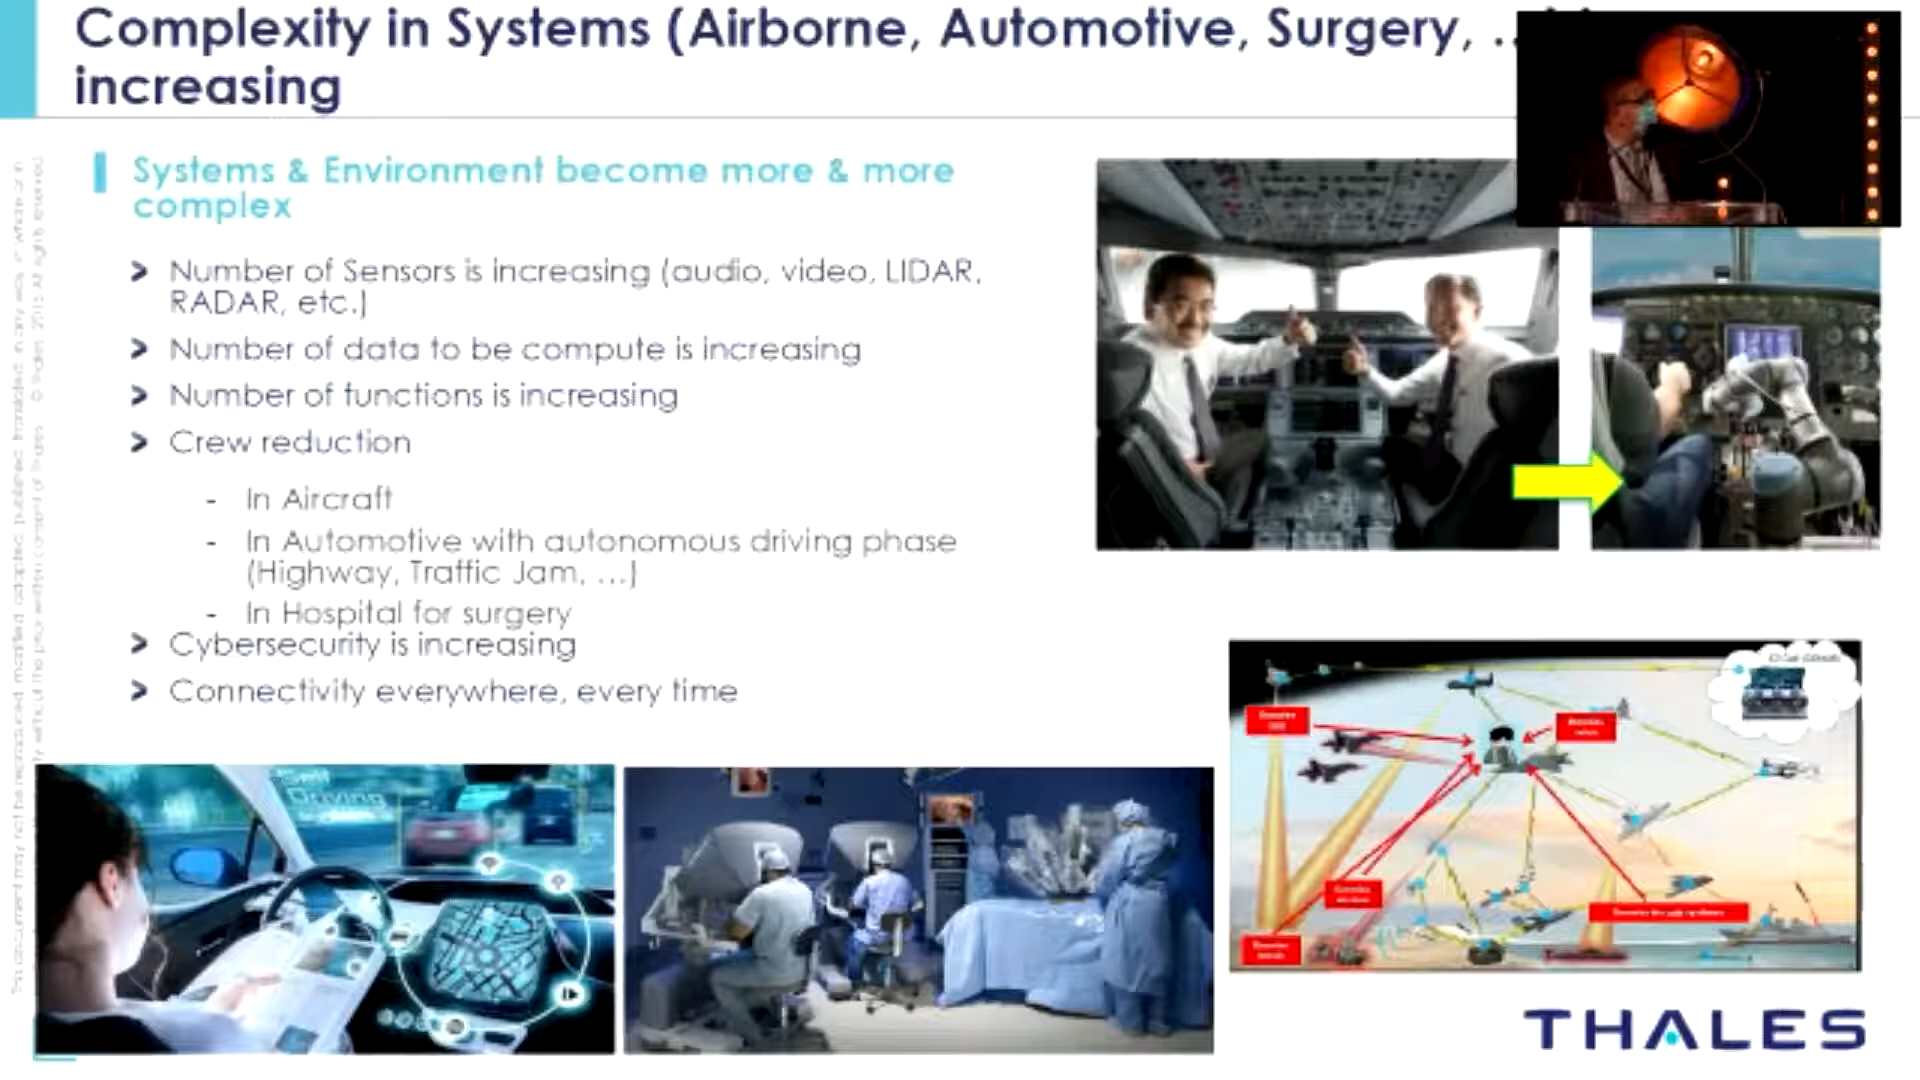 Complexity in Systems (Airborne, Automotive, Surgery, ...
increasing
Systems & Environment become more & more
complex
> Number of Sensors is increasing (audio, video, LIDAR,
RADAR, etc.)
> Number of data to be compute is increasing
> Number of functions is increasing
> Crew reduction
- In Aircraft
- In Automotive with autonomous driving phase
(Highway, Traffic Jam, ...)
- In Hospital for surgery
> Cybersecurity is increasing
> Connectivity everywhere, every time
Self
Driving
THALES